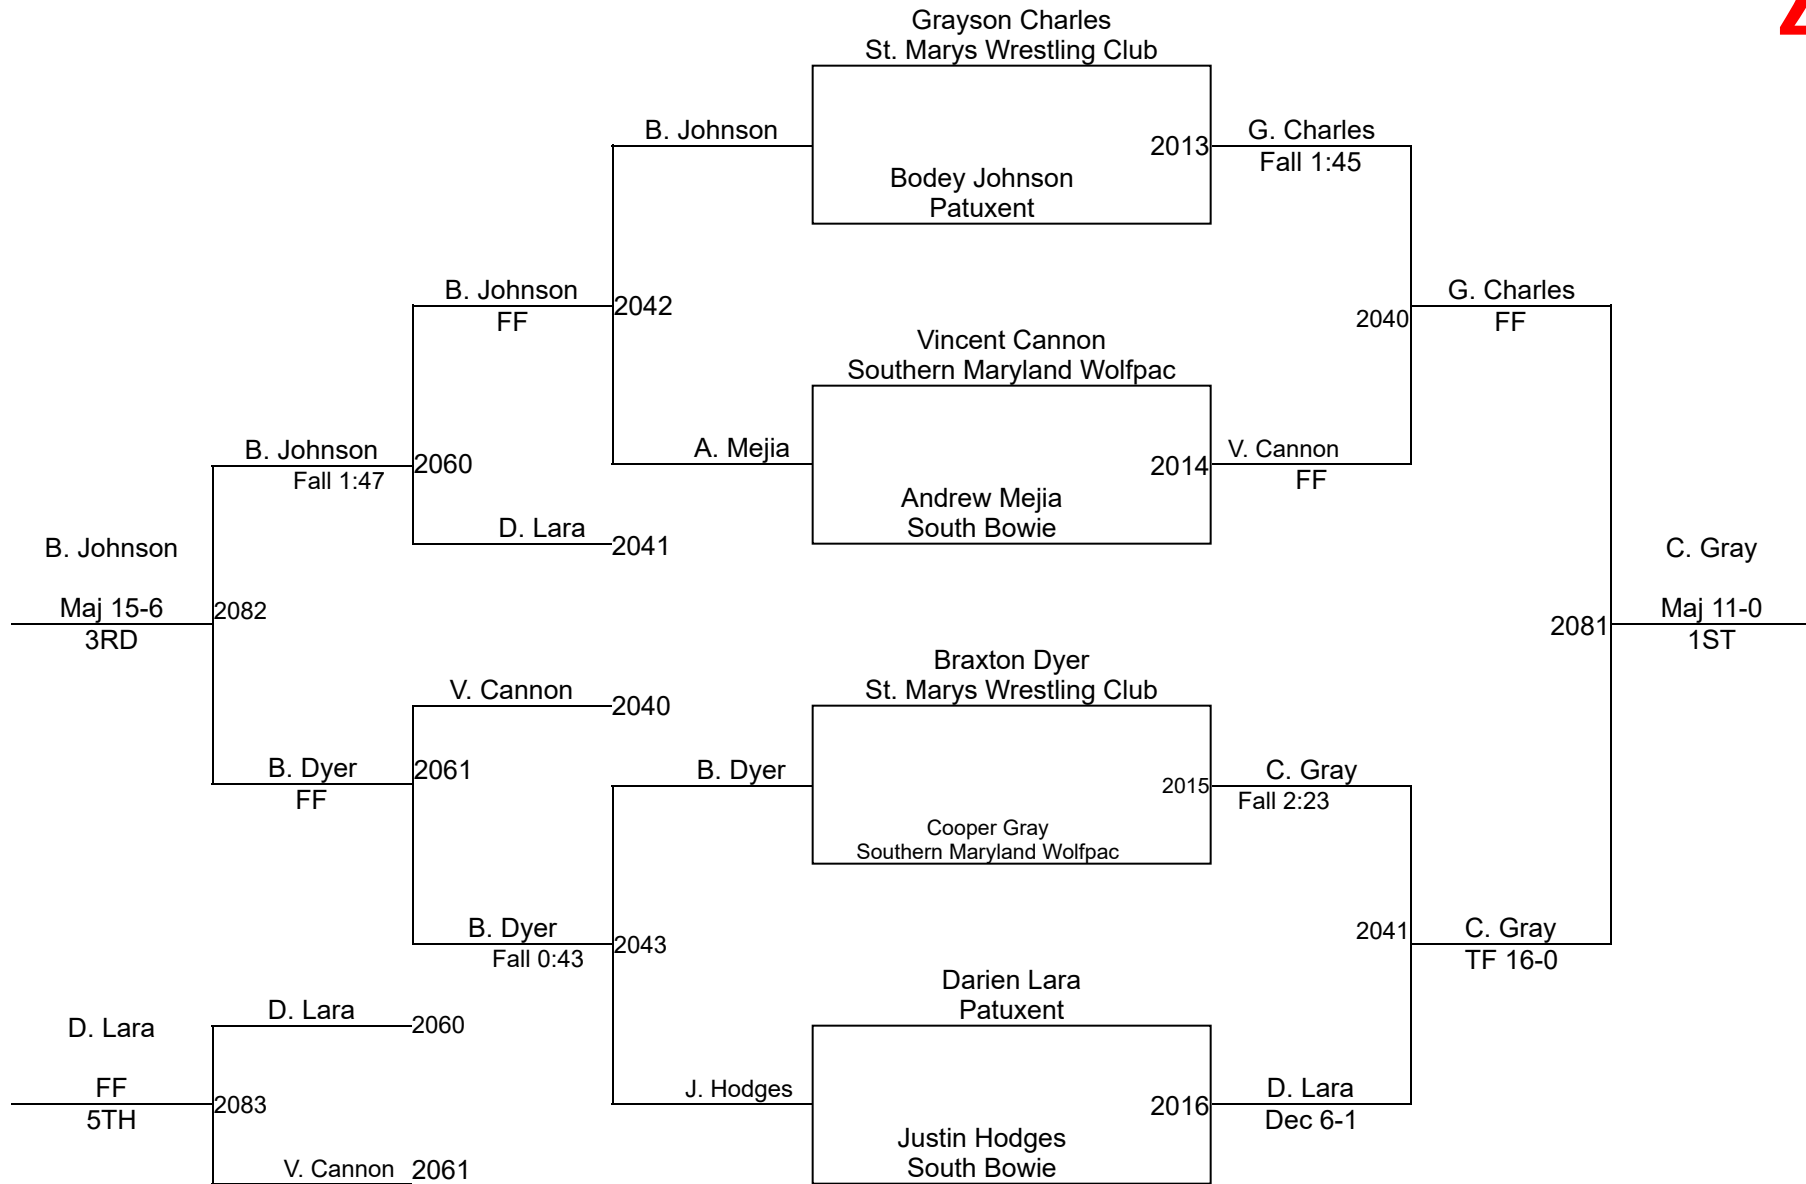 Grayson Charles
St. Marys Wrestling Club
B. Johnson
2013
G. Charles
Fall 1:45
Bodey Johnson
Patuxent
B. Johnson
FF
2042
2040
G. Charles
FF
Vincent Cannon
Southern Maryland Wolfpac
B. Johnson
Fall 1:47
2060
A. Mejia
2014
V. Cannon
FF
Andrew Mejia
South Bowie
D. Lara
2041
B. Johnson
Maj 15-6
3RD
2082
C. Gray
Maj 11-0
1ST
2081
Braxton Dyer
St. Marys Wrestling Club
V. Cannon
2040
B. Dyer
FF
2061
B. Dyer
2015
C. Gray
Fall 2:23
Cooper Gray
Southern Maryland Wolfpac
B. Dyer
Fall 0:43
2043
2041
C. Gray
TF 16-0
Darien Lara
Patuxent
D. Lara
2060
D. Lara
FF
5TH
2083
J. Hodges
2016
D. Lara
Dec 6-1
Justin Hodges
South Bowie
V. Cannon
2061